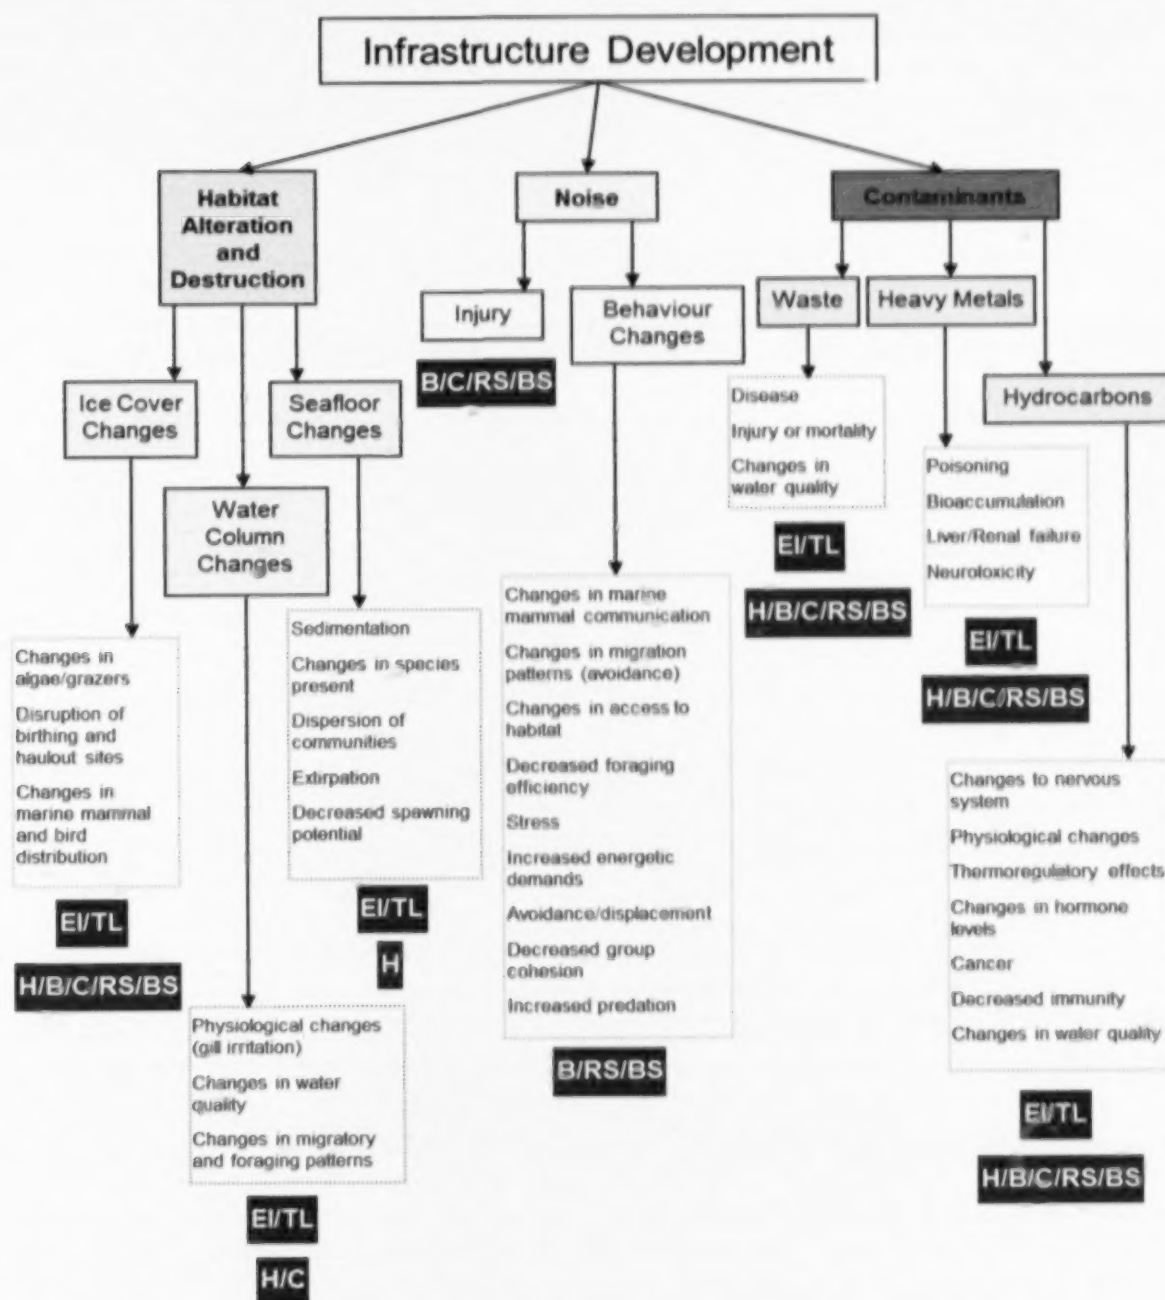 Infrastructure Development
Habitat
Alteration
and
Destruction
Noise
Contaminants
Injury
B/C/RS/BS
Behaviour
Changes
Waste
Heavy Metals
Hydrocarbons
Ice Cover
Changes
Seafloor
Changes
Water
Column
Changes
Changes in
algae/grazers
Disruption of
birthing and
haulout sites
Changes in
marine mammal
and bird
distribution
EI/TL
H/B/C/RS/BS
Physiological changes
(gill irritation)
Changes in water
quality
Changes in migratory
and foraging patterns
EI/TL
H/C
Sedimentation
Changes in species
present
Dispersion of
communities
Extirpation
Decreased spawning
potential
EI/TL
H
Changes in marine
mammal communication
Changes in migration
patterns (avoidance)
Changes in access to
habitat
Decreased foraging
efficiency
Stress
Increased energetic
demands
Avoidance/displacement
Decreased group
cohesion
Increased predation
B/RS/BS
Disease
Injury or mortality
Changes in
water quality
EI/TL
H/B/C/RS/BS
Poisoning
Bioaccumulation
Liver/Renal failure
Neurotoxicity
EI/TL
H/B/C/RS/BS
Changes to nervous
system
Physiological changes
Thermoregulatory effects
Changes in hormone
levels
Cancer
Decreased immunity
Changes in water quality
EI/TL
H/B/C/RS/BS